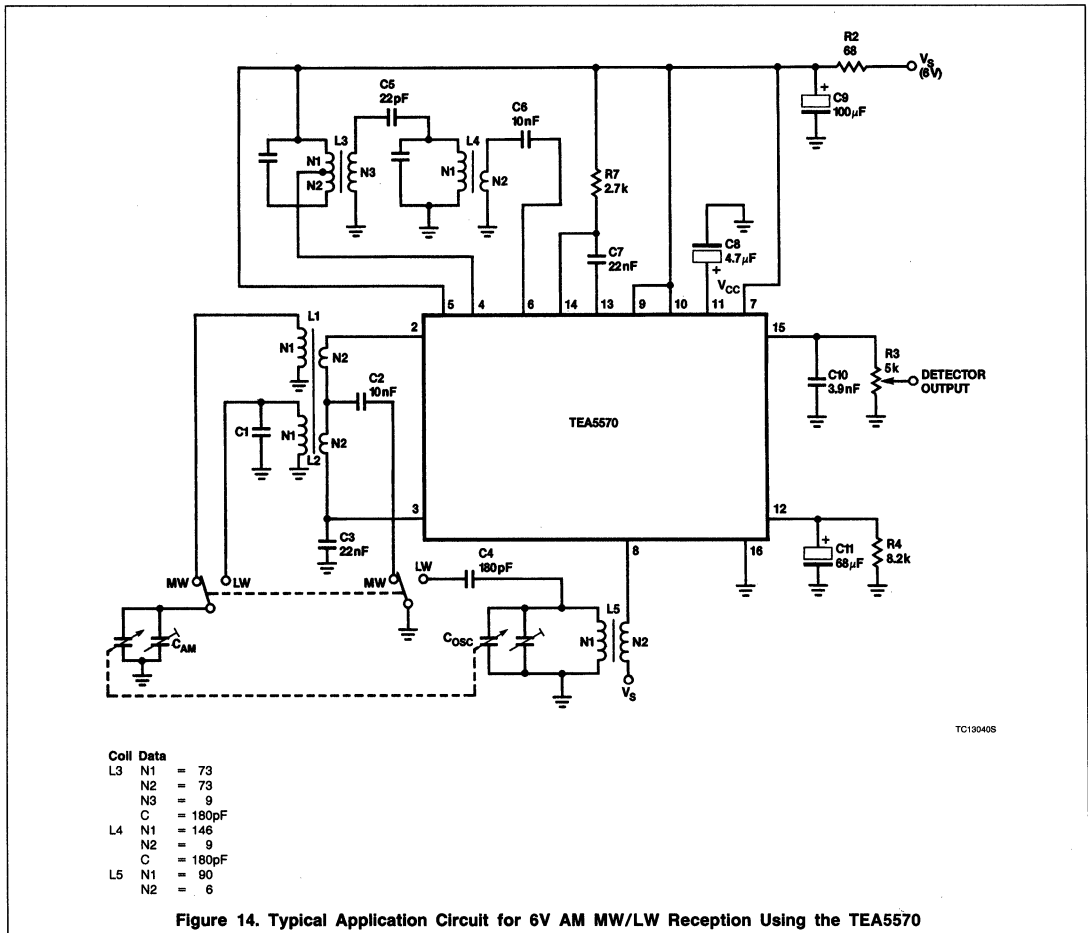 R2
68
VS
(6V)
C5
22pF
C6
10nF
+
C9
100µF
L3
L4
N1
N2
N3
N1
N2
R7
2.7k
C7
22nF
C8
4.7µF
+
VCC
5 4 6 14 13 9 10 11 7
L1
2
15
N1
N2
R3
5k
DETECTOR
OUTPUT
C2
10nF
C10
3.9nF
TEA5570
C1
N1
N2
L2
3
12
C3
22nF
8
16
+
C11
68µF
R4
8.2k
MW
LW
MW
LW
C4
180pF
CAM
COSC
L5
N1
N2
VS
TC13040S
Coil Data
L3 N1 = 73
N2 = 73
N3 = 9
C = 180pF
L4 N1 = 146
N2 = 9
C = 180pF
L5 N1 = 90
N2 = 6
Figure 14. Typical Application Circuit for 6V AM MW/LW Reception Using the TEA5570